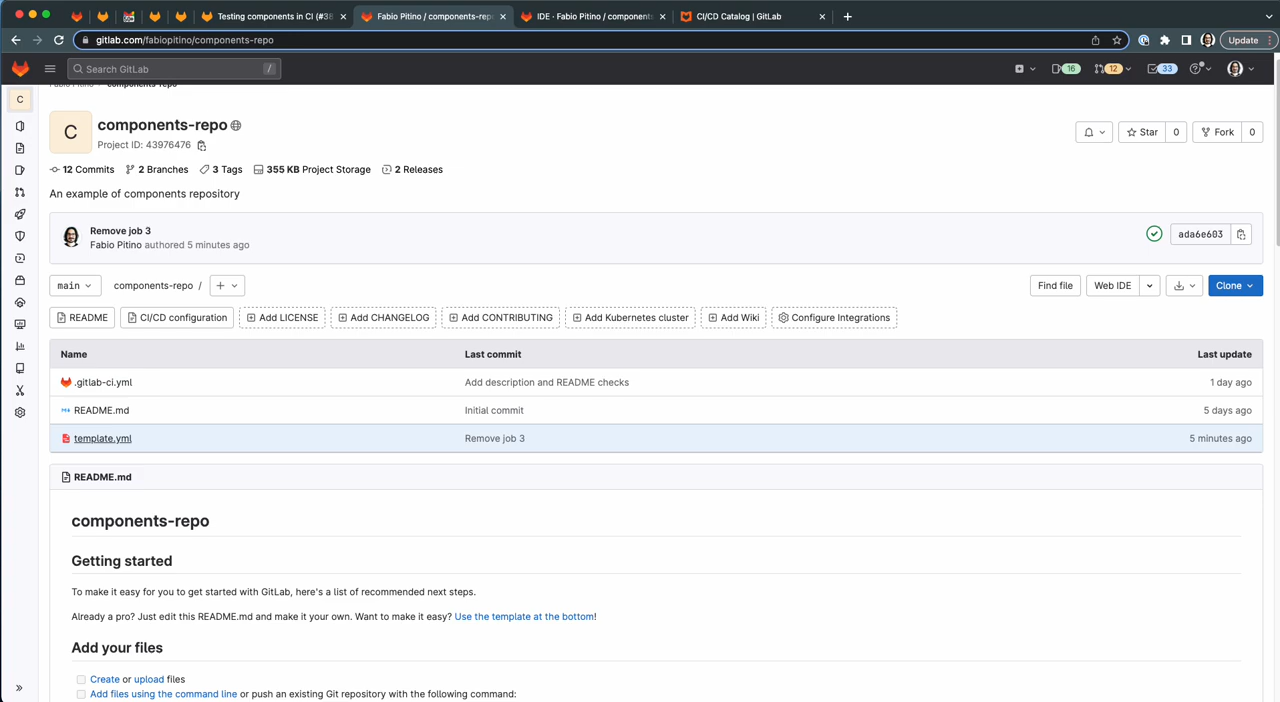 Testing components in CI (#38
Fabio Pitino / components-repo
IDE · Fabio Pitino / component
CI/CD Catalog | GitLab
gitlab.com/fabiopitino/components-repo
Update
Search GitLab /
16
12
33
C
components-repo
C
components-repo
Project ID: 43976476
Star 0
Fork 0
12 Commits 2 Branches 3 Tags 355 KB Project Storage 2 Releases
An example of components repository
Remove job 3
Fabio Pitino authored 5 minutes ago
ada6e603
main
components-repo /
+
Find file
Web IDE
Clone
README
CI/CD configuration
Add LICENSE
Add CHANGELOG
Add CONTRIBUTING
Add Kubernetes cluster
Add Wiki
Configure Integrations
Name Last commit Last update
.gitlab-ci.yml Add description and README checks 1 day ago
README.md Initial commit 5 days ago
template.yml Remove job 3 5 minutes ago
README.md
components-repo
Getting started
To make it easy for you to get started with GitLab, here's a list of recommended next steps.
Already a pro? Just edit this README.md and make it your own. Want to make it easy? Use the template at the bottom!
Add your files
Create or upload files
Add files using the command line or push an existing Git repository with the following command: